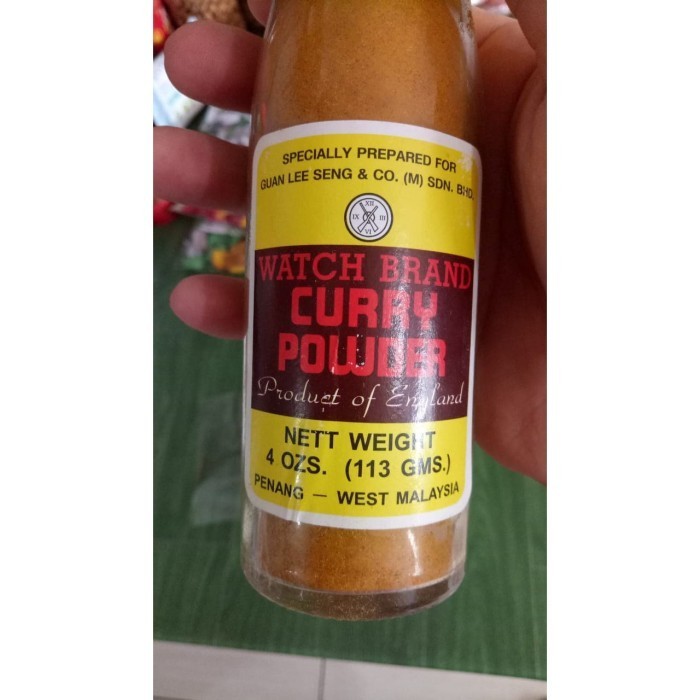 SPECIALLY PREPARED FOR
GUAN LEE SENG & CO. (M) SDN. BHD.
XII
IX III
VI
WATCH BRAND
CURRY
POWDER
Product of England
NETT WEIGHT
4 OZS. (113 GMS.)
PENANG — WEST MALAYSIA